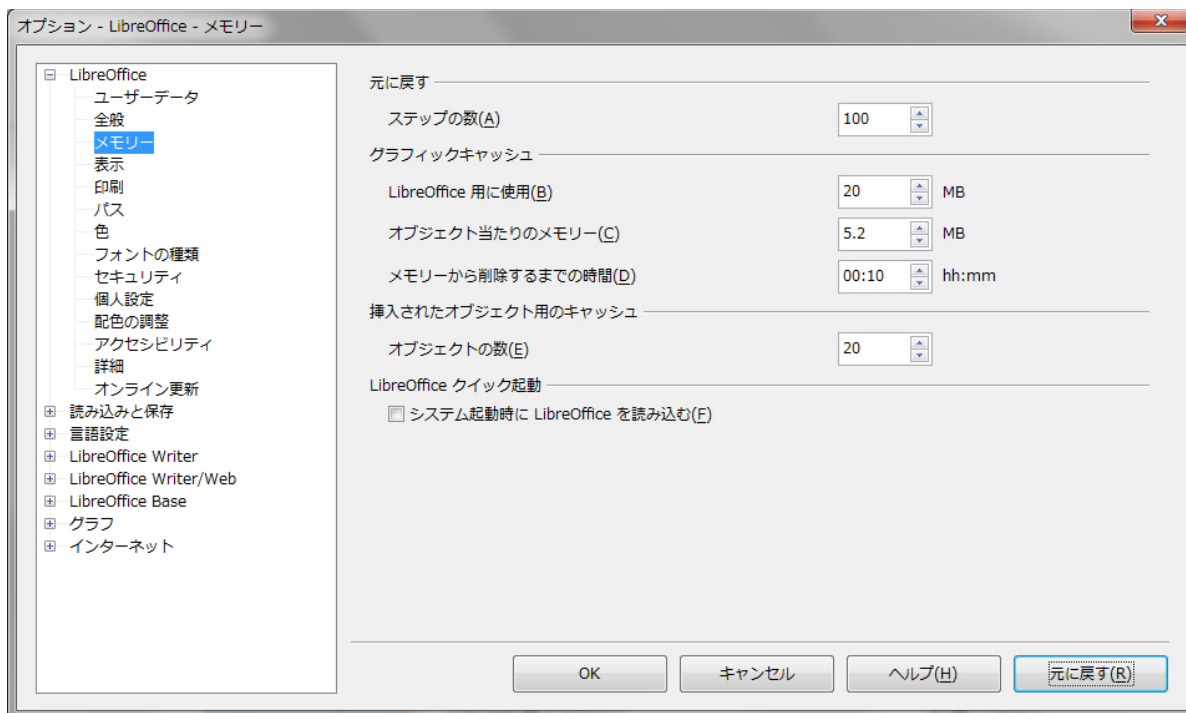 オプション - LibreOffice - メモリー
LibreOffice
ユーザーデータ
全般
メモリー
表示
印刷
パス
色
フォントの種類
セキュリティ
個人設定
配色の調整
アクセシビリティ
詳細
オンライン更新
読み込みと保存
言語設定
LibreOffice Writer
LibreOffice Writer/Web
LibreOffice Base
グラフ
インターネット
元に戻す
ステップの数(A) 100
グラフィックキャッシュ
LibreOffice 用に使用(B) 20 MB
オブジェクト当たりのメモリー(C) 5.2 MB
メモリーから削除するまでの時間(D) 00:10 hh:mm
挿入されたオブジェクト用のキャッシュ
オブジェクトの数(E) 20
LibreOffice クイック起動
システム起動時に LibreOffice を読み込む(F)
OK キャンセル ヘルプ(H) 元に戻す(R)